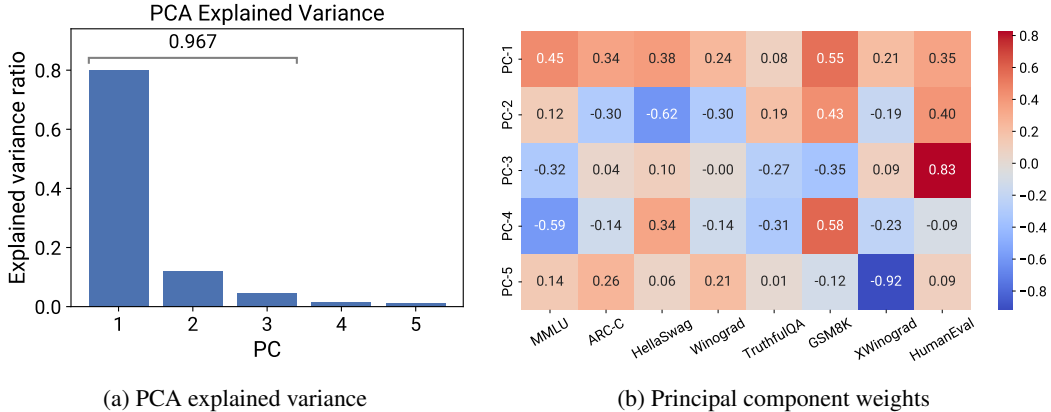 PCA Explained Variance
0.967
Explained variance ratio
0.8
0.6
0.4
0.2
0.0
1 2 3 4 5
PC
(a) PCA explained variance
PC-1 0.45 0.34 0.38 0.24 0.08 0.55 0.21 0.35
PC-2 0.12 -0.30 -0.62 -0.30 0.19 0.43 -0.19 0.40
PC-3 -0.32 0.04 0.10 -0.00 -0.27 -0.35 0.09 0.83
PC-4 -0.59 -0.14 0.34 -0.14 -0.31 0.58 -0.23 -0.09
PC-5 0.14 0.26 0.06 0.21 0.01 -0.12 -0.92 0.09
MMLU ARC-C HellaSwag Winograd TruthfulQA GSM8K XWinograd HumanEval
0.8
0.6
0.4
0.2
0.0
−0.2
−0.4
−0.6
−0.8
(b) Principal component weights